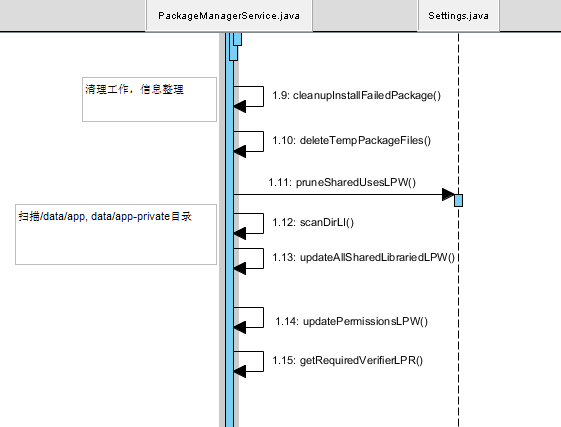 PackageManagerService.java
Settings.java
清理工作，信息整理
1.9: cleanupInstallFailedPackage()
1.10: deleteTempPackageFiles()
1.11: pruneSharedUsesLPW()
扫描/data/app, data/app-private目录
1.12: scanDirLI()
1.13: updateAllSharedLibrariedLPW()
1.14: updatePermissionsLPW()
1.15: getRequiredVerifierLPR()